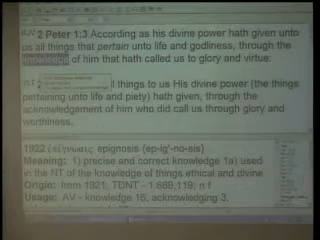 KJV 2 Peter 1:3 According as his divine power hath given unto
us all things that pertain unto life and godliness, through the
knowledge of him that hath called us to glory and virtue:
YLT 2
l things to us His divine power (the things
pertaining unto life and piety) hath given, through the
acknowledgement of him who did call us through glory and
worthiness,
1922 epignosis (ep-ig'-no-sis)
Meaning: 1) precise and correct knowledge 1a) used
in the NT of the knowledge of things ethical and divine
Origin: from 1921; TDNT - 1:689,119; n f
Usage: AV - knowledge 16, acknowledging 3,